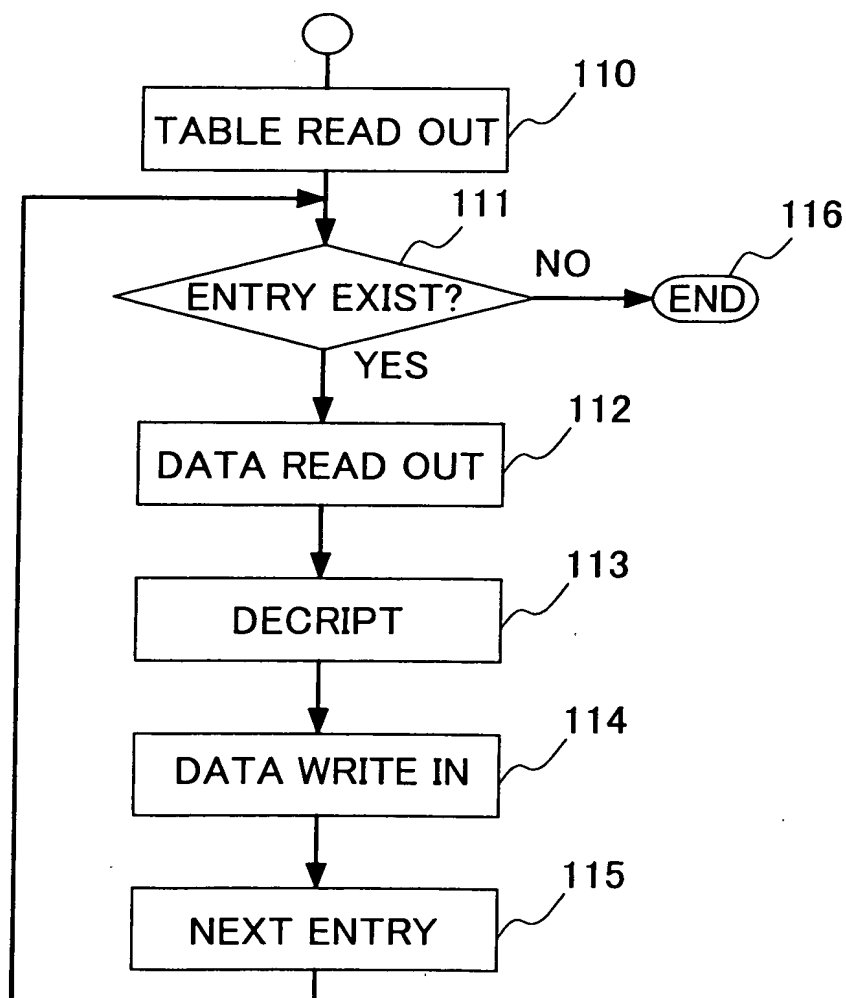 110
TABLE READ OUT
111
116
ENTRY EXIST?
NO
END
YES
112
DATA READ OUT
113
DECRIPT
114
DATA WRITE IN
115
NEXT ENTRY